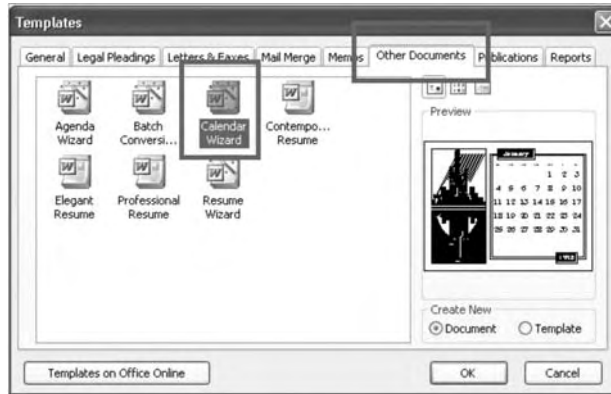 Templates
General Legal Pleadings Letters & Faxes Mail Merge Memos Other Documents Publications Reports
Agenda Wizard
Batch Conversi...
Calendar Wizard
Contempo... Resume
Elegant Resume
Professional Resume
Resume Wizard
Preview
January
1 2 3
4 5 6 7 8 9 10
11 12 13 14 15 16 17
18 19 20 21 22 23 24
25 26 27 28 29 30 31
Create New
Document Template
Templates on Office Online
OK Cancel